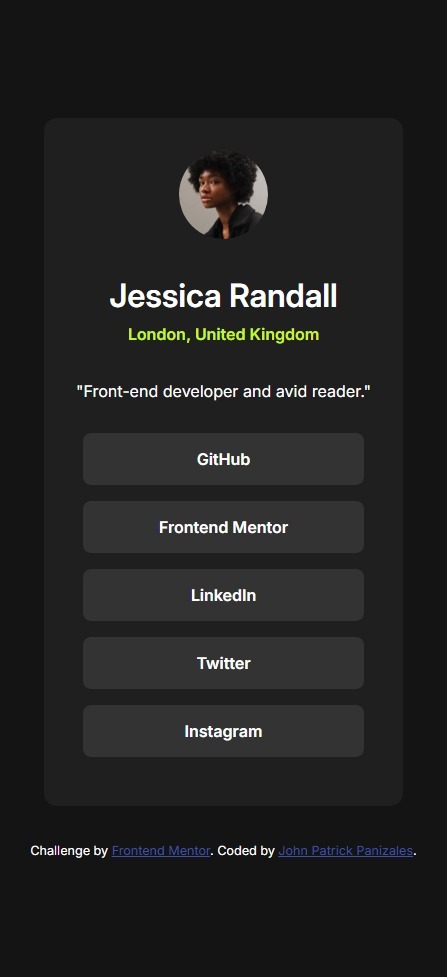 Jessica Randall
London, United Kingdom
"Front-end developer and avid reader."
GitHub
Frontend Mentor
LinkedIn
Twitter
Instagram
Challenge by Frontend Mentor. Coded by John Patrick Panizales.